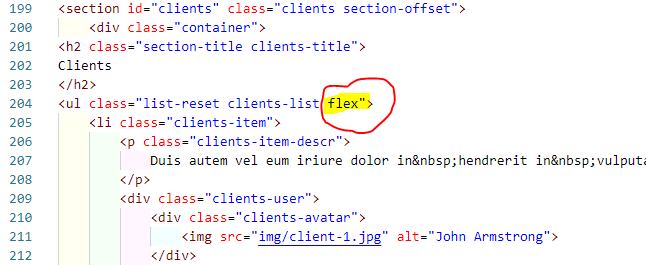 199 <section id="clients" class="clients section-offset">
200 <div class="container">
201 <h2 class="section-title clients-title">
202 Clients
203 </h2>
204 <ul class="list-reset clients-list flex">
205 <li class="clients-item">
206 <p class="clients-item-descr">
207 Duis autem vel eum iriure dolor in&nbsp;hendrerit in&nbsp;vulputa
208 </p>
209 <div class="clients-user">
210 <div class="clients-avatar">
211 <img src="img/client-1.jpg" alt="John Armstrong">
212 </div>